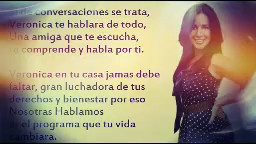 conversaciones se trata,
Veronica te hablara de todo,
Una amiga que te escucha,
te comprende y habla por ti.
Veronica en tu casa jamas debe
faltar, gran luchadora de tus
derechos y bienestar por eso
Nosotras Hablamos
es el programa que tu vida
cambiara.